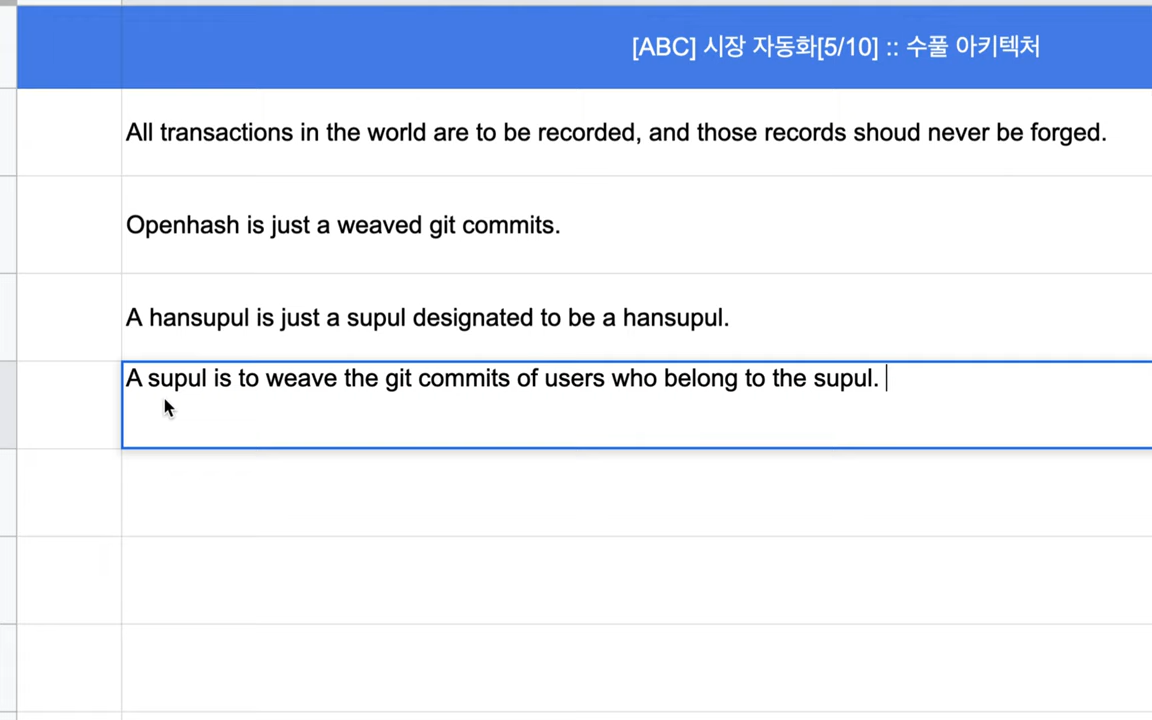 [ABC] 시장 자동화[5/10] :: 수풀 아키텍처
All transactions in the world are to be recorded, and those records shoud never be forged.
Openhash is just a weaved git commits.
A hansupul is just a supul designated to be a hansupul.
A supul is to weave the git commits of users who belong to the supul.